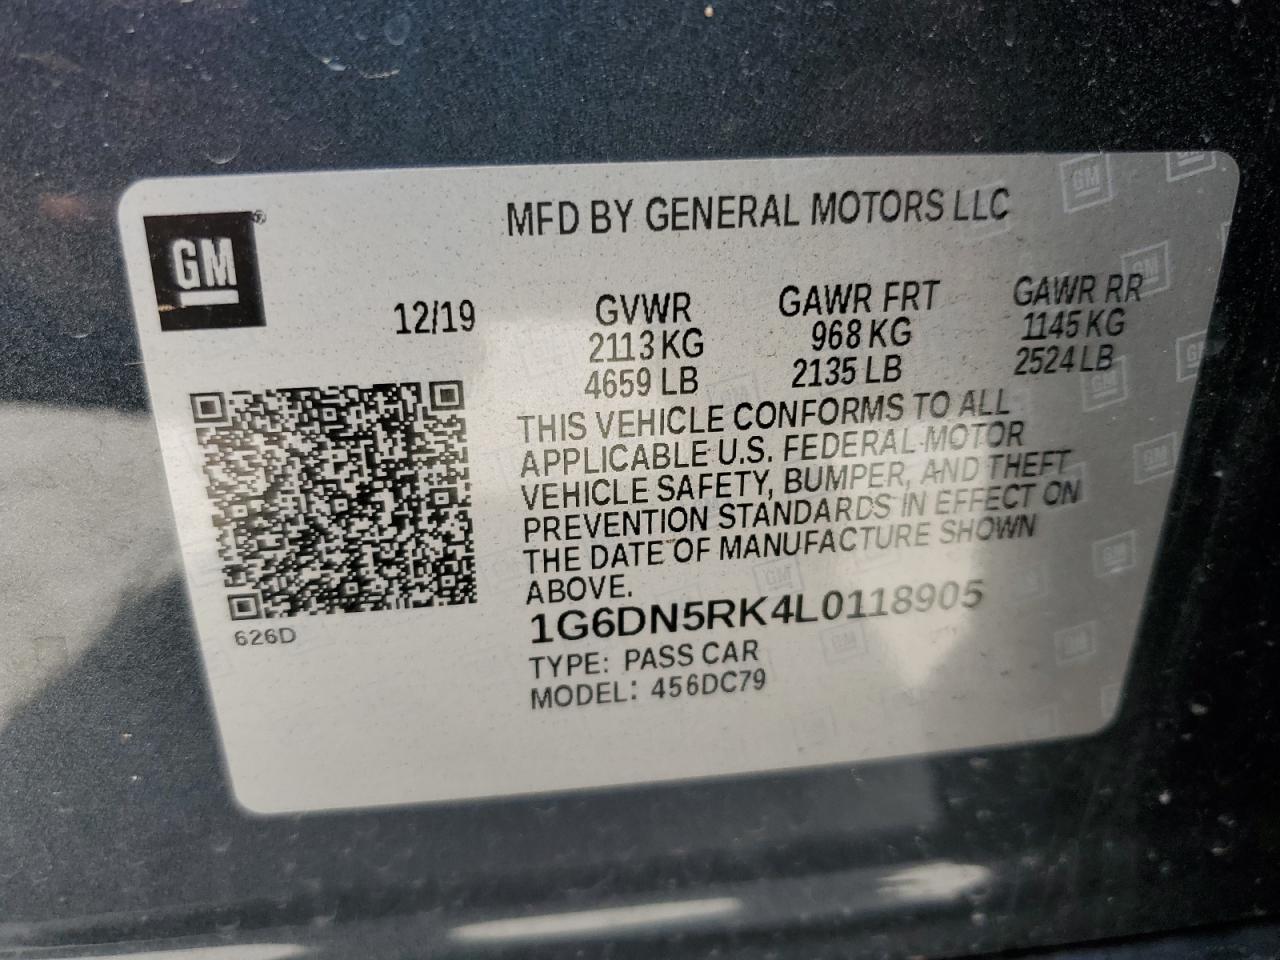 GM®
MFD BY GENERAL MOTORS LLC
12/19
GVWR
2113 KG
4659 LB
GAWR FRT
968 KG
2135 LB
GAWR RR
1145 KG
2524 LB
THIS VEHICLE CONFORMS TO ALL
APPLICABLE U.S. FEDERAL MOTOR
VEHICLE SAFETY, BUMPER, AND THEFT
PREVENTION STANDARDS IN EFFECT ON
THE DATE OF MANUFACTURE SHOWN
ABOVE.
1G6DN5RK4L0118905
TYPE: PASS CAR
MODEL: 456DC79
626D